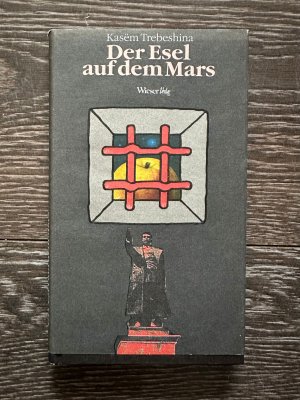 Kasëm Trebeshina
Der Esel
auf dem Mars
Wieser Verlag